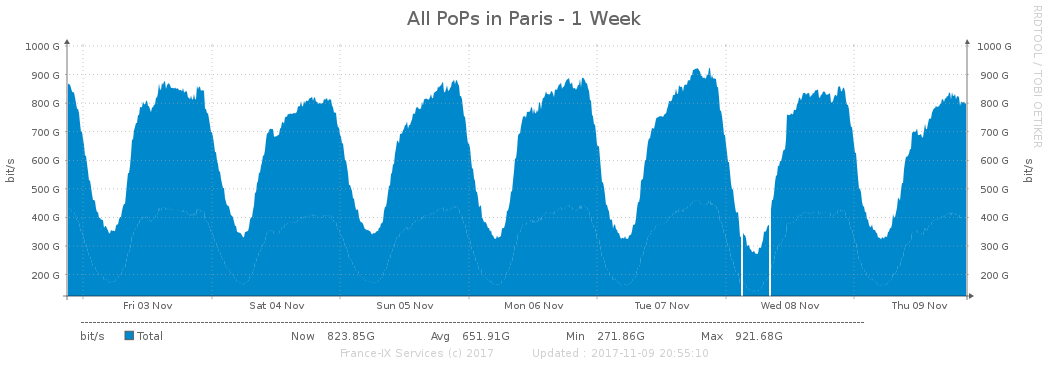 All PoPs in Paris - 1 Week
RRDTOOL / TOBI OETIKER
1000 G 1000 G
900 G 900 G
800 G 800 G
700 G 700 G
600 G 600 G
500 G 500 G
400 G 400 G
300 G 300 G
200 G 200 G
bit/s bit/s
Fri 03 Nov Sat 04 Nov Sun 05 Nov Mon 06 Nov Tue 07 Nov Wed 08 Nov Thu 09 Nov
bit/s Total Now 823.85G Avg 651.91G Min 271.86G Max 921.68G
France-IX Services (c) 2017 Updated : 2017-11-09 20:55:10